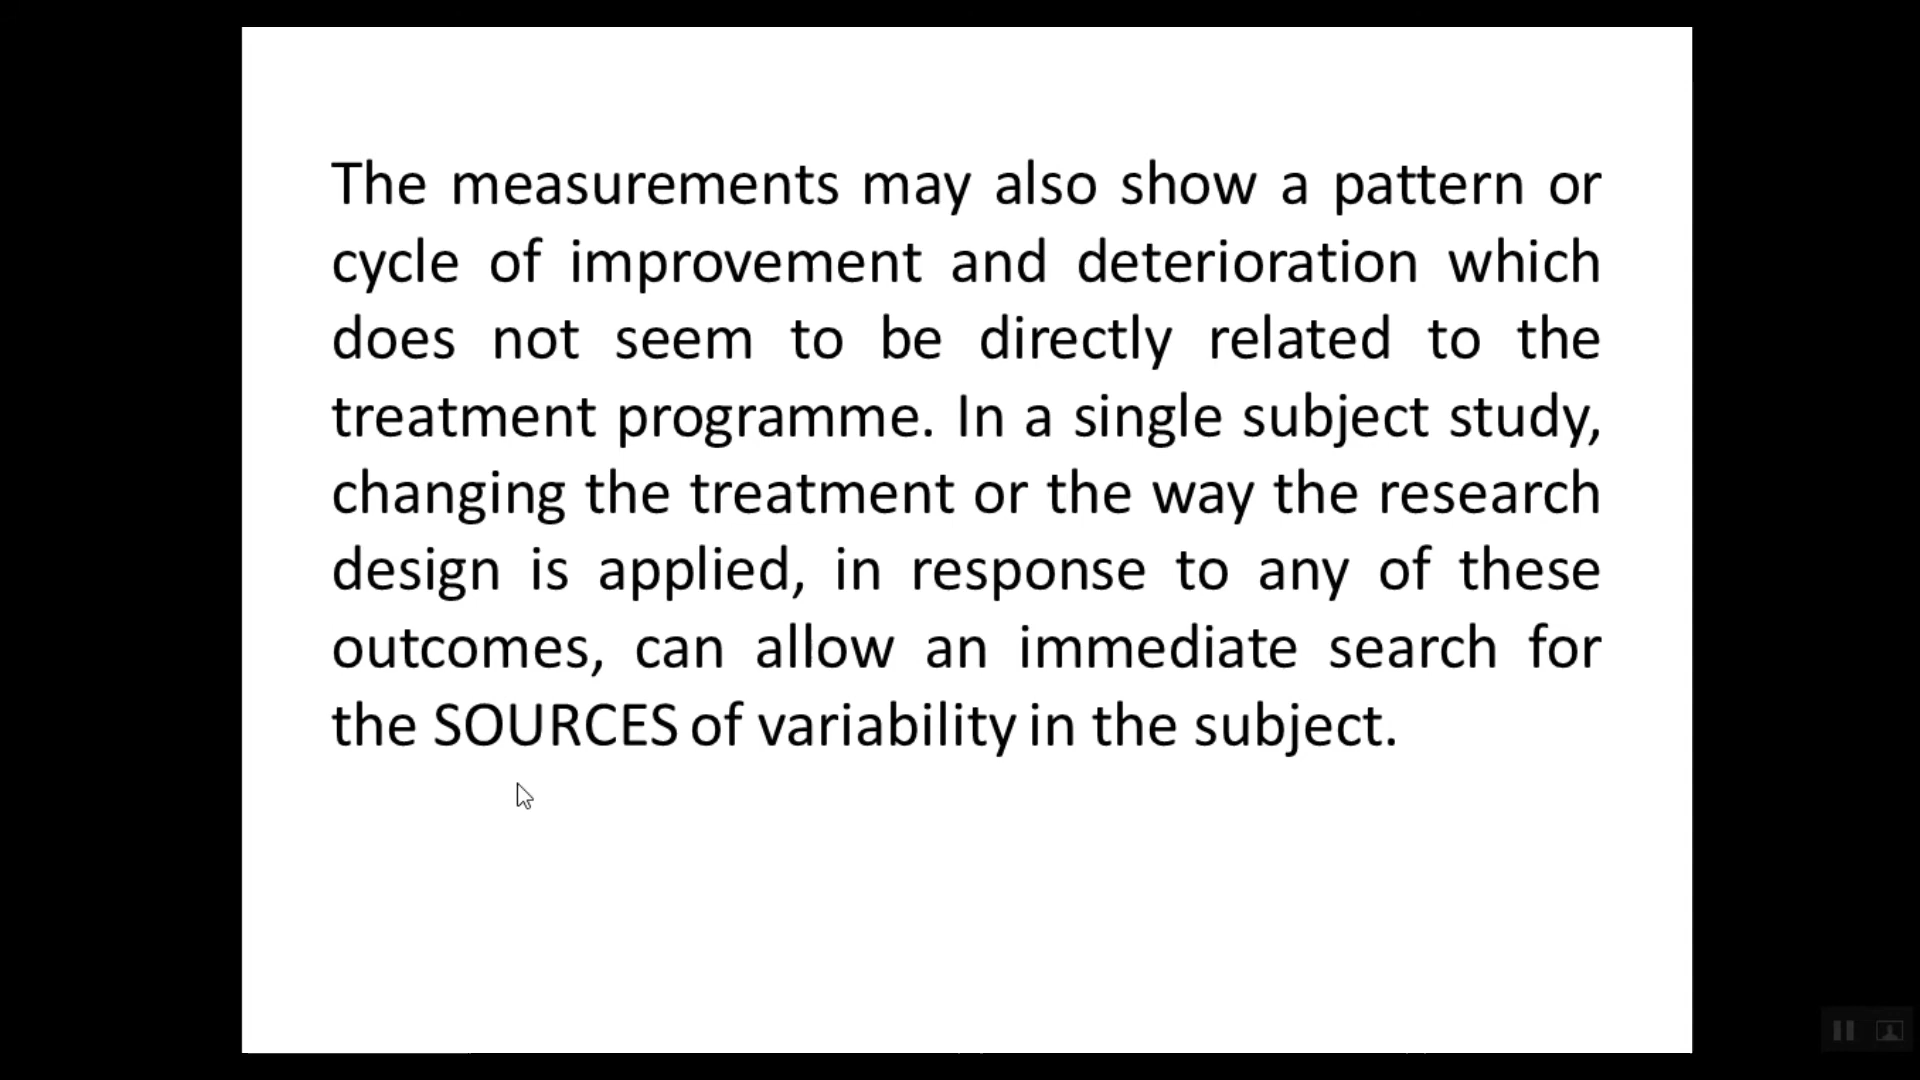 The measurements may also show a pattern or
cycle of improvement and deterioration which
does not seem to be directly related to the
treatment programme. In a single subject study,
changing the treatment or the way the research
design is applied, in response to any of these
outcomes, can allow an immediate search for
the SOURCES of variability in the subject.